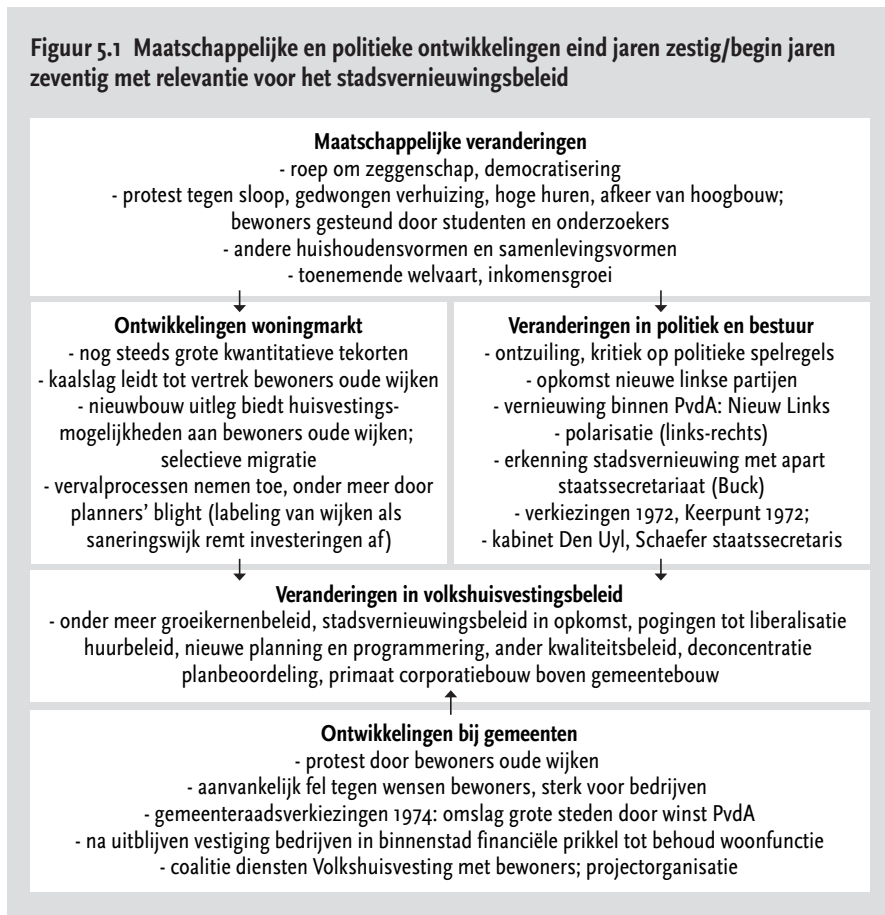 Figuur 5.1 Maatschappelijke en politieke ontwikkelingen eind jaren zestig/begin jaren
zeventig met relevantie voor het stadsvernieuwingsbeleid
Maatschappelijke veranderingen
- roep om zeggenschap, democratisering
- protest tegen sloop, gedwongen verhuizing, hoge huren, afkeer van hoogbouw;
bewoners gesteund door studenten en onderzoekers
- andere huishoudensvormen en samenlevingsvormen
- toenemende welvaart, inkomensgroei
Ontwikkelingen woningmarkt
- nog steeds grote kwantitatieve tekorten
- kaalslag leidt tot vertrek bewoners oude wijken
- nieuwbouw uitleg biedt huisvestings-
mogelijkheden aan bewoners oude wijken;
selectieve migratie
- vervalprocessen nemen toe, onder meer door
planners’ blight (labeling van wijken als
saneringswijk remt investeringen af)
Veranderingen in politiek en bestuur
- ontzuiling, kritiek op politieke spelregels
- opkomst nieuwe linkse partijen
- vernieuwing binnen PvdA: Nieuw Links
- polarisatie (links-rechts)
- erkenning stadsvernieuwing met apart
staatssecretariaat (Buck)
- verkiezingen 1972, Keerpunt 1972;
- kabinet Den Uyl, Schaefer staatssecretaris
Veranderingen in volkshuisvestingsbeleid
- onder meer groeikernenbeleid, stadsvernieuwingsbeleid in opkomst, pogingen tot liberalisatie
huurbeleid, nieuwe planning en programmering, ander kwaliteitsbeleid, deconcentratie
planbeoordeling, primaat corporatiebouw boven gemeentebouw
Ontwikkelingen bij gemeenten
- protest door bewoners oude wijken
- aanvankelijk fel tegen wensen bewoners, sterk voor bedrijven
- gemeenteraadsverkiezingen 1974: omslag grote steden door winst PvdA
- na uitblijven vestiging bedrijven in binnenstad financiële prikkel tot behoud woonfunctie
- coalitie diensten Volkshuisvesting met bewoners; projectorganisatie